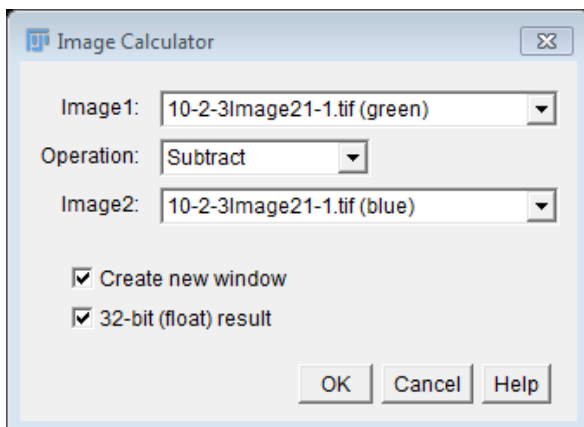 Image Calculator
Image1: 10-2-3Image21-1.tif (green)
Operation: Subtract
Image2: 10-2-3Image21-1.tif (blue)
Create new window
32-bit (float) result
OK Cancel Help